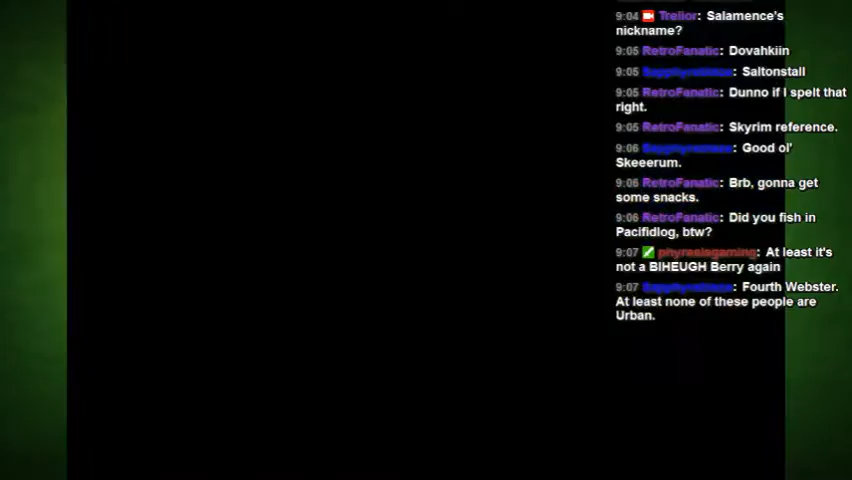 9:04 Trelior: Salamence's
nickname?
9:05 RetroFanatic: Dovahkiin
9:05 : Saltonstall
9:05 RetroFanatic: Dunno if I spelt that
right.
9:05 RetroFanatic: Skyrim reference.
9:06 : Good ol'
Skeeerum.
9:06 RetroFanatic: Brb, gonna get
some snacks.
9:06 RetroFanatic: Did you fish in
Pacifidlog, btw?
9:07 phyresisgaming: At least it's
not a BIHEUGH Berry again
9:07 : Fourth Webster.
At least none of these people are
Urban.